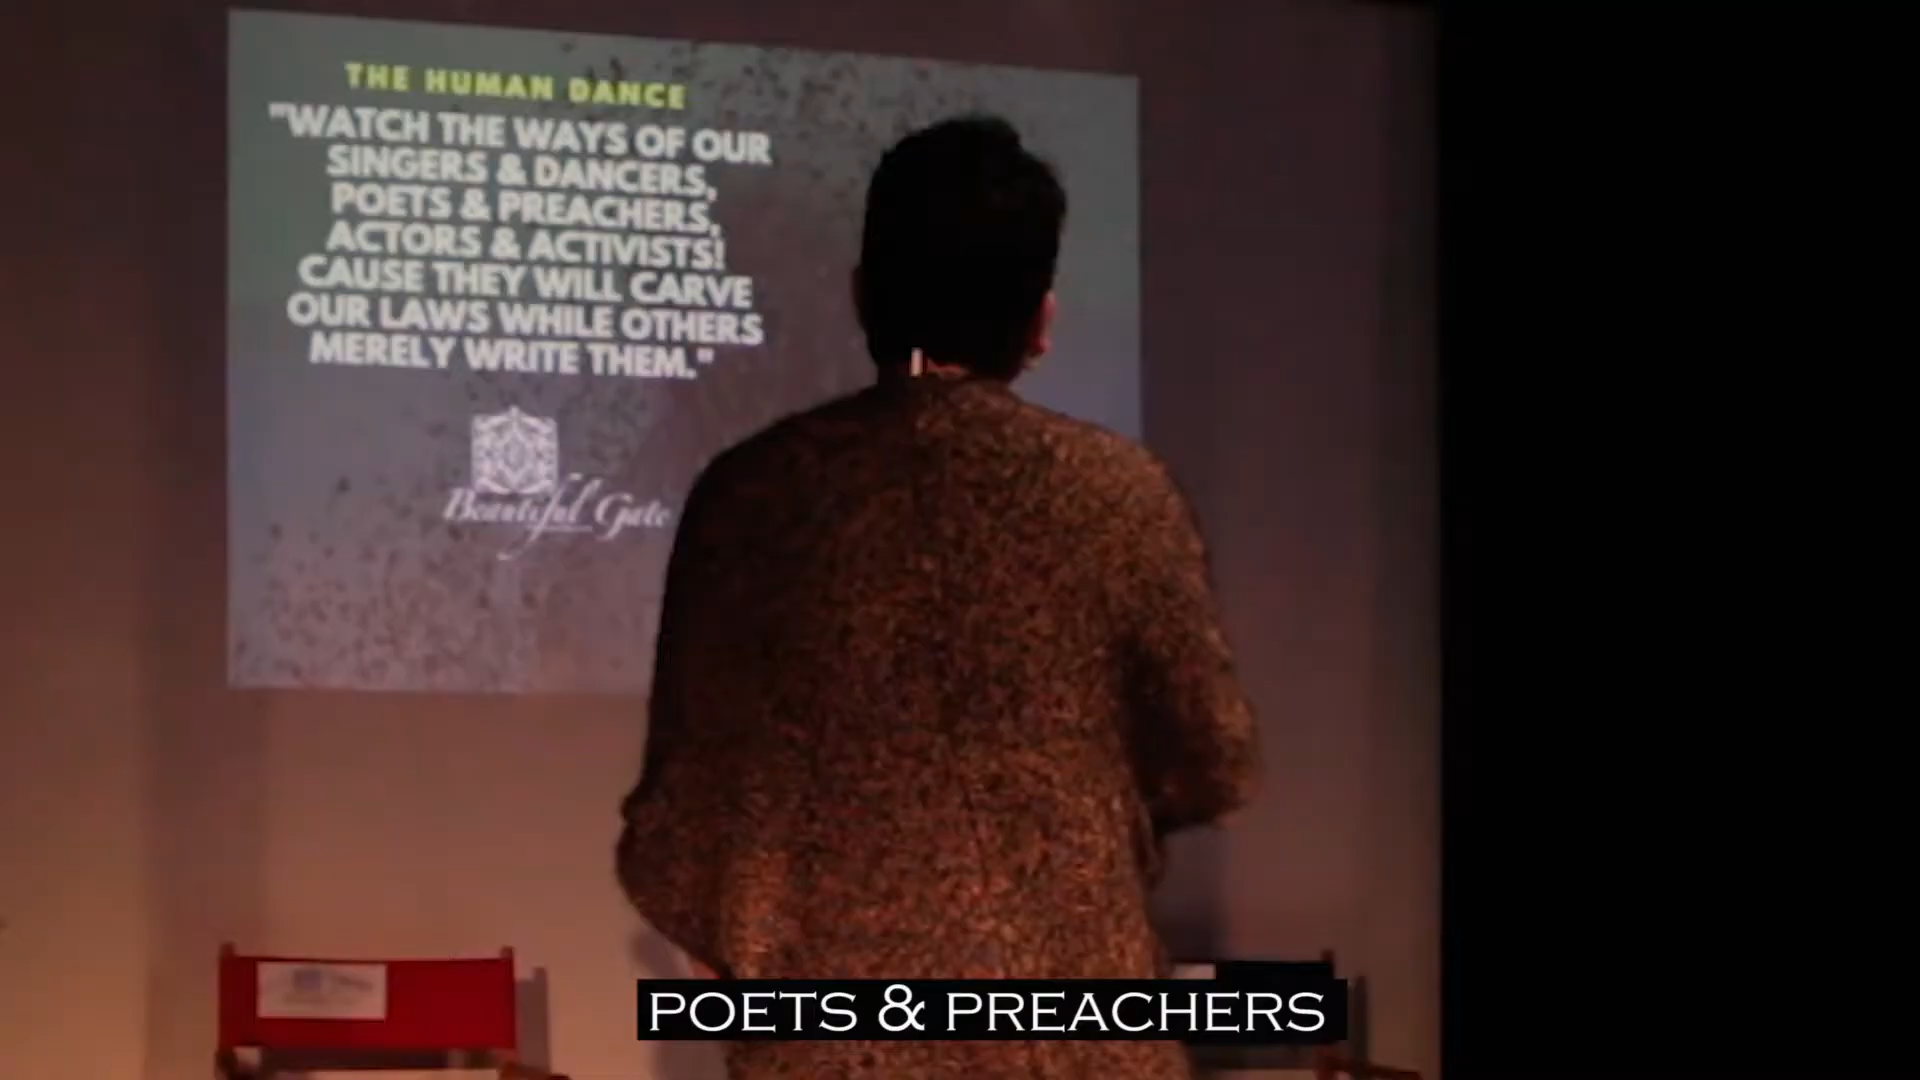 THE HUMAN DANCE
"WATCH THE WAYS OF OUR
SINGERS & DANCERS,
POETS & PREACHERS,
ACTORS & ACTIVISTS!
CAUSE THEY WILL CARVE
OUR LAWS WHILE OTHERS
MERELY WRITE THEM."
Beautiful Gate
POETS & PREACHERS